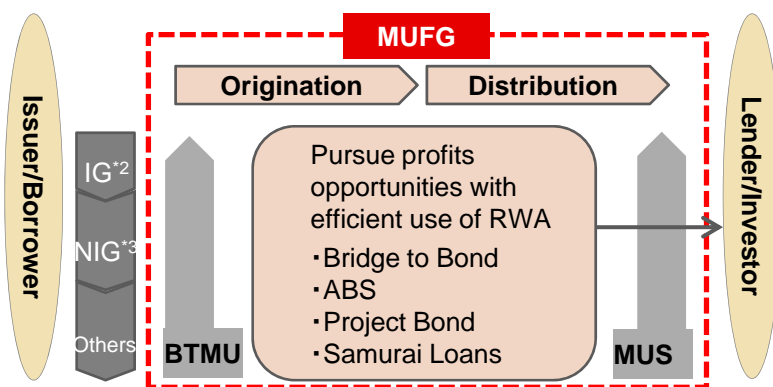 MUFG
Origination
Distribution
Issuer/Borrower
IG*2
NIG*3
Others
BTMU
Pursue profits
opportunities with
efficient use of RWA
・Bridge to Bond
・ABS
・Project Bond
・Samurai Loans
MUS
Lender/Investor